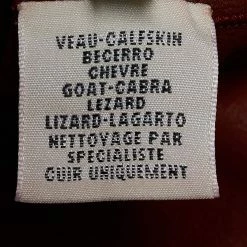 VEAU-CALFSKIN
BECERRO
CHEVRE
GOAT-CABRA
LEZARD
LIZARD-LAGARTO
NETTOYAGE PAR
SPECIALISTE
CUIR UNIQUEMENT